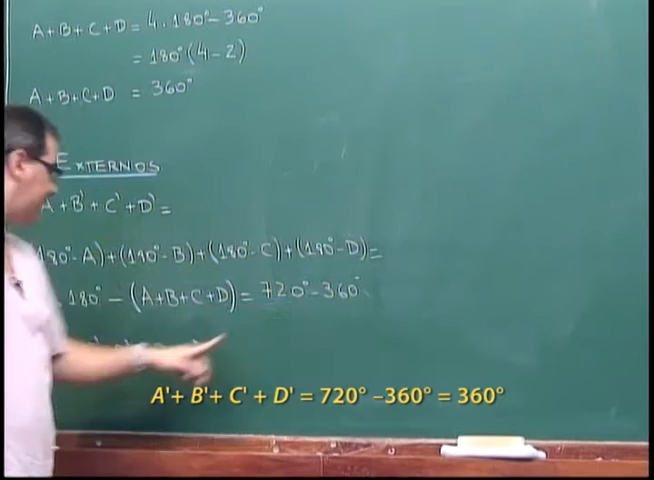 A+B+C+D = 4.180°-360°
= 180°(4-2)
A+B+C+D = 360°
EXTERNOS
A'+B'+C'+D'=
180°-A)+(180°-B)+(180°-C)+(180°-D)=
.180° -(A+B+C+D)= 720°-360°
A'+ B'+ C' + D' = 720° –360° = 360°